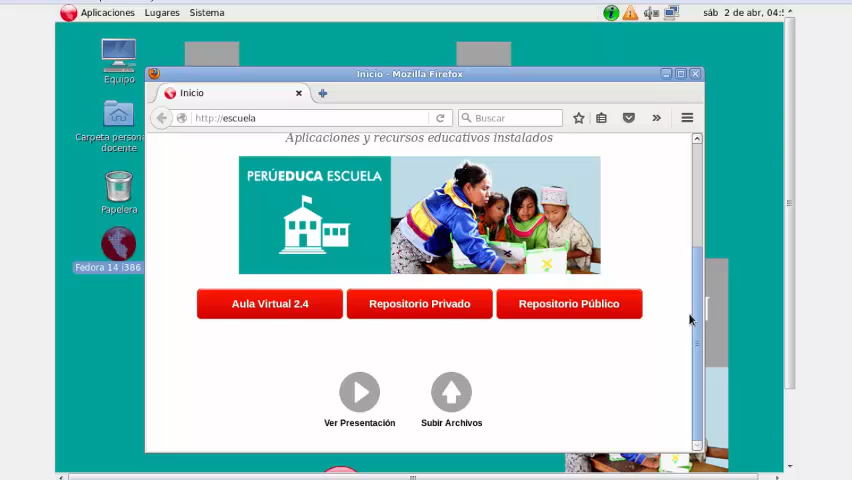 Aplicaciones Lugares Sistema
sáb 2 de abr, 04:5
Equipo
Carpeta person
docente
Papelera
Fedora 14 i386
Inicio - Mozilla Firefox
Inicio
http://escuela
Buscar
Aplicaciones y recursos educativos instalados
PERÚEDUCA ESCUELA
Aula Virtual 2.4
Repositorio Privado
Repositorio Público
Ver Presentación
Subir Archivos